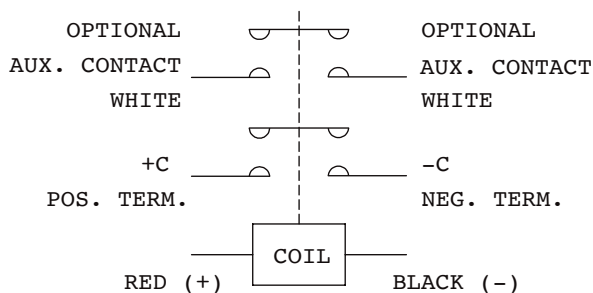 OPTIONAL OPTIONAL
AUX. CONTACT AUX. CONTACT
WHITE WHITE
+C -C
POS. TERM. NEG. TERM.
COIL
RED (+) BLACK (-)